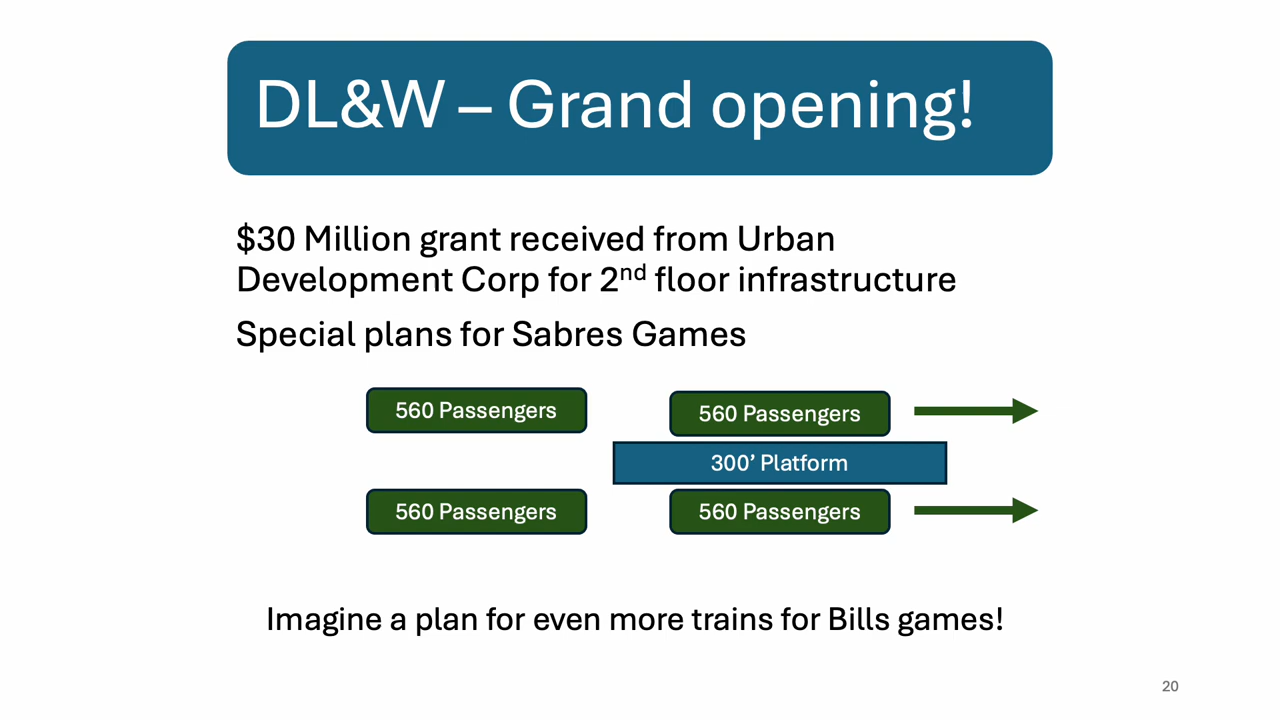 DL&W – Grand opening!
$30 Million grant received from Urban
Development Corp for 2nd floor infrastructure
Special plans for Sabres Games
560 Passengers
560 Passengers
300’ Platform
560 Passengers
560 Passengers
Imagine a plan for even more trains for Bills games!
20